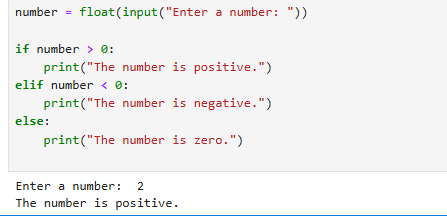 number = float(input("Enter a number: "))
if number > 0:
    print("The number is positive.")
elif number < 0:
    print("The number is negative.")
else:
    print("The number is zero.")
Enter a number:  2
The number is positive.